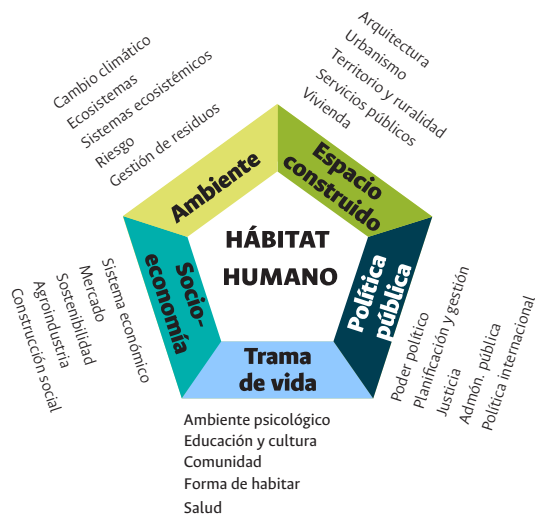 Cambio climático
Ecosistemas
Sistemas ecosistémicos
Riesgo
Gestión de residuos
Arquitectura
Urbanismo
Territorio y ruralidad
Servicios públicos
Vivienda
Ambiente
Espacio
construido
HÁBITAT
HUMANO
Socio-
economía
Política
pública
Trama
de vida
Sistema económico
Mercado
Sostenibilidad
Agroindustria
Construcción social
Poder político
Planificación y gestión
Justicia
Admón. pública
Política internacional
Ambiente psicológico
Educación y cultura
Comunidad
Forma de habitar
Salud